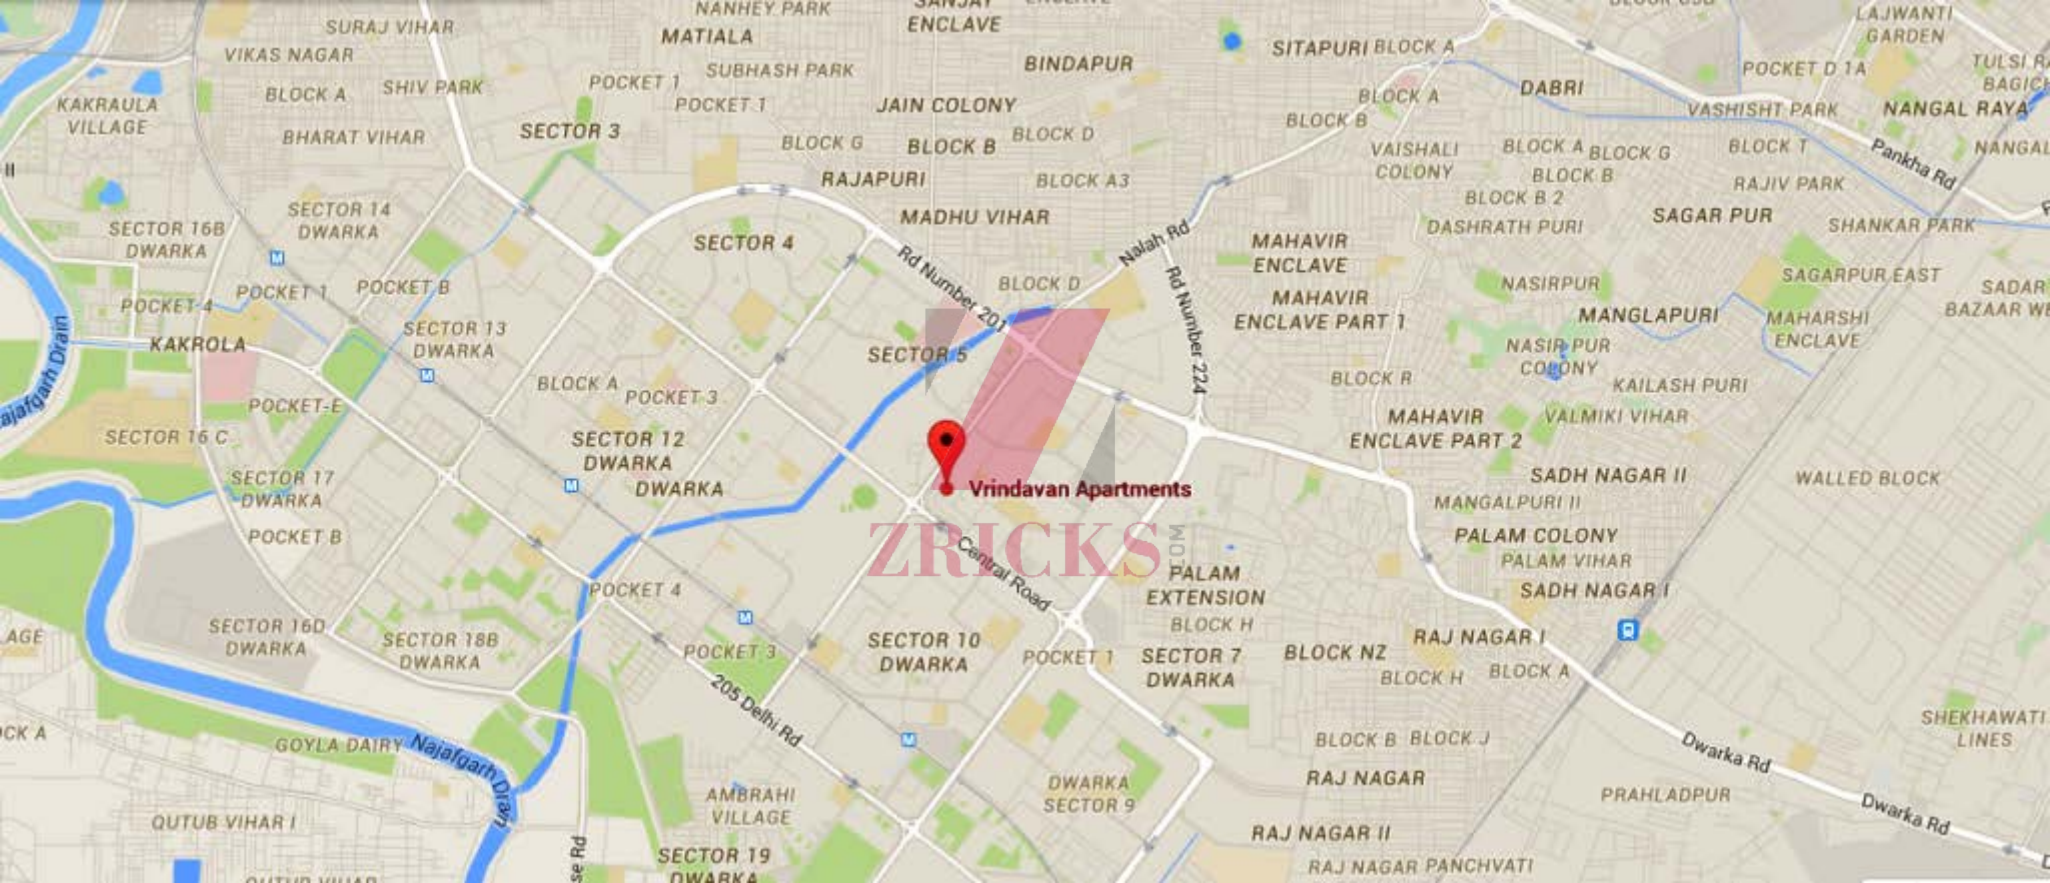 NANHEY PARK
SANJAY
ENCLAVE
ENCLAVE
LAJWANTI
GARDEN
SURAJ VIHAR
MATIALA
SITAPURI
BLOCK A
VIKAS NAGAR
SUBHASH PARK
BINDAPUR
POCKET D 1A
BLOCK A
SHIV PARK
POCKET 1
DABRI
KAKRAULA
VILLAGE
POCKET 1
JAIN COLONY
BLOCK A
VASHISHT PARK
NANGAL RAYA
BHARAT VIHAR
SECTOR 3
BLOCK G
BLOCK B
BLOCK D
BLOCK B
VAISHALI
COLONY
BLOCK A
BLOCK G
BLOCK T
Pankha Rd
NANGAL
II
RAJAPURI
BLOCK A3
BLOCK B
RAJIV PARK
BLOCK B 2
SECTOR 14
DWARKA
MADHU VIHAR
SAGAR PUR
SHANKAR PARK
DASHRATH PURI
SECTOR 16B
DWARKA
SECTOR 4
Rd Number 201
Nalah Rd
MAHAVIR
ENCLAVE
M
POCKET 4
POCKET 1
POCKET B
BLOCK D
Rd Number 224
MAHAVIR
ENCLAVE PART 1
NASIRPUR
SAGARPUR EAST
MANGLAPURI
MAHARSHI
ENCLAVE
SECTOR 13
DWARKA
KAKROLA
SECTOR 5
NASIR PUR
COLONY
M
BLOCK A
POCKET 3
BLOCK R
KAILASH PURI
POCKET-E
MAHAVIR
ENCLAVE PART 2
VALMIKI VIHAR
SECTOR 16 C
SECTOR 12
DWARKA
SECTOR 17
DWARKA
M
DWARKA
Vrindavan Apartments
SADH NAGAR II
WALLED BLOCK
MANGALPURI II
POCKET B
ZRICKS
.COM
Central Road
PALAM COLONY
PALAM VIHAR
PALAM
EXTENSION
POCKET 4
SADH NAGAR I
M
BLOCK H
SECTOR 16D
DWARKA
SECTOR 18B
DWARKA
POCKET 3
SECTOR 10
DWARKA
POCKET 1
SECTOR 7
DWARKA
BLOCK NZ
RAJ NAGAR I
BLOCK H
BLOCK A
205 Delhi Rd
GOYLA DAIRY
Najafgarh Drain
M
BLOCK B
BLOCK J
Dwarka Rd
SHEKHAWATI
LINES
RAJ NAGAR
DWARKA
SECTOR 9
AMBRAHI
VILLAGE
PRAHLADPUR
Dwarka Rd
QUTUB VIHAR I
RAJ NAGAR II
SECTOR 19
DWARKA
RAJ NAGAR PANCHVATI